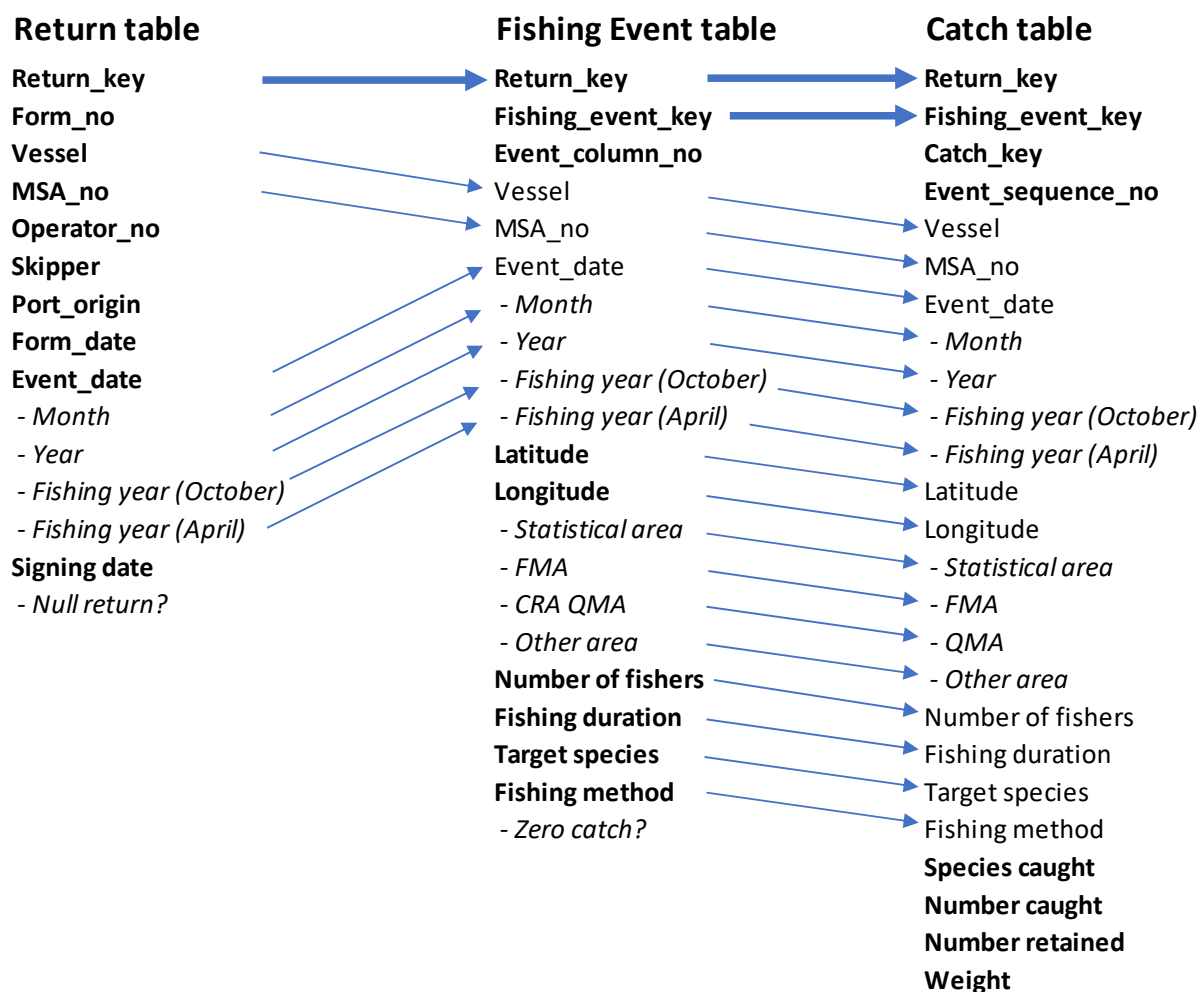 Return table
Return_key
Form_no
Vessel
MSA_no
Operator_no
Skipper
Port_origin
Form_date
Event_date
- Month
- Year
- Fishing year (October)
- Fishing year (April)
Signing date
- Null return?
Fishing Event table
Return_key
Fishing_event_key
Event_column_no
Vessel
MSA_no
Event_date
- Month
- Year
- Fishing year (October)
- Fishing year (April)
Latitude
Longitude
- Statistical area
- FMA
- CRA QMA
- Other area
Number of fishers
Fishing duration
Target species
Fishing method
- Zero catch?
Catch table
Return_key
Fishing_event_key
Catch_key
Event_sequence_no
Vessel
MSA_no
Event_date
- Month
- Year
- Fishing year (October)
- Fishing year (April)
Latitude
Longitude
- Statistical area
- FMA
- QMA
- Other area
Number of fishers
Fishing duration
Target species
Fishing method
Species caught
Number caught
Number retained
Weight